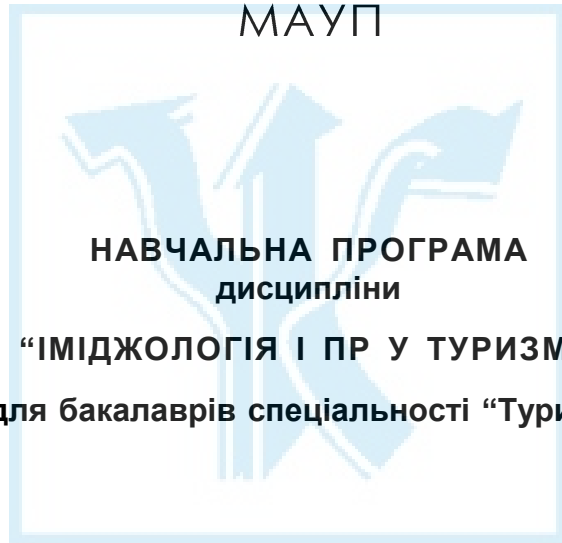 МАУП
НАВЧАЛЬНА ПРОГРАМА
дисципліни
“ІМІДЖОЛОГІЯ І ПР У ТУРИЗМ
для бакалаврів спеціальності “Тури